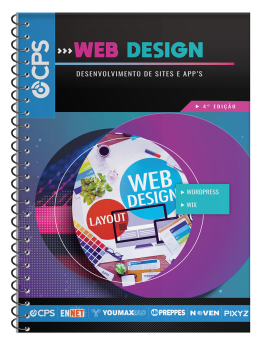 CPS
WEB DESIGN
DESENVOLVIMENTO DE SITES E APP'S
4ª EDIÇÃO
WEB
DESIGN
LAYOUT
WORDPRESS
WIX
CPS ENNET YOUMAX PREPPES NOVEN PIXYZ